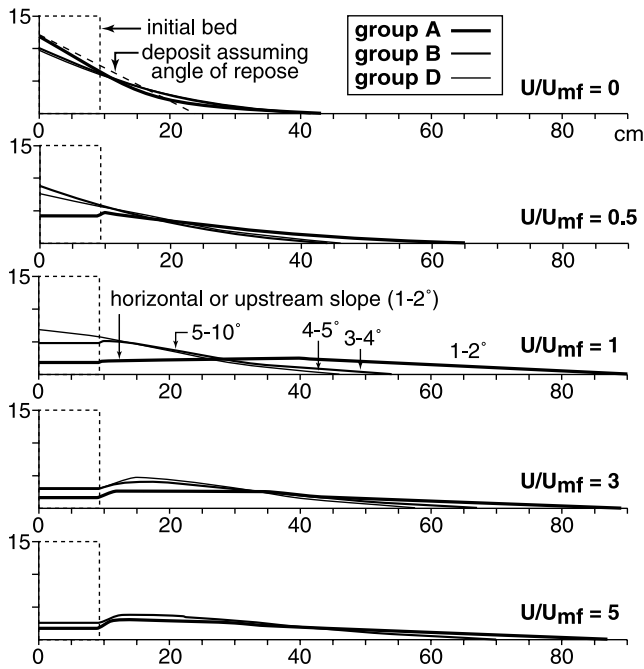 15
initial bed
deposit assuming
angle of repose
group A
group B
group D
U/Umf = 0
0 20 40 60 80 cm
15
U/Umf = 0.5
0 20 40 60 80
15
horizontal or upstream slope (1-2°)
5-10°
4-5°
3-4°
1-2°
U/Umf = 1
0 20 40 60 80
15
U/Umf = 3
0 20 40 60 80
15
U/Umf = 5
0 20 40 60 80